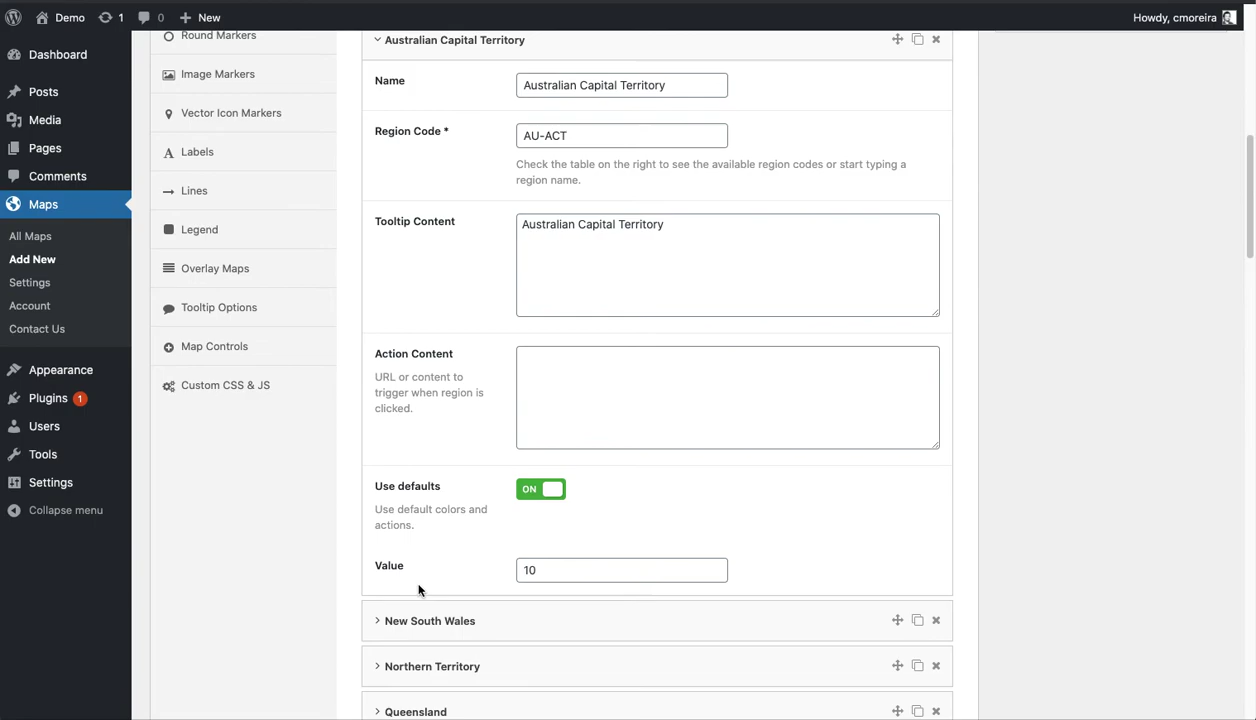 Demo
1
0
New
Howdy, cmoreira
Dashboard
Posts
Media
Pages
Comments
Maps
All Maps
Add New
Settings
Account
Contact Us
Appearance
Plugins 1
Users
Tools
Settings
Collapse menu
Round Markers
Image Markers
Vector Icon Markers
Labels
Lines
Legend
Overlay Maps
Tooltip Options
Map Controls
Custom CSS & JS
Australian Capital Territory
Name
Australian Capital Territory
Region Code *
AU-ACT
Check the table on the right to see the available region codes or start typing a
region name.
Tooltip Content
Australian Capital Territory
Action Content
URL or content to
trigger when region is
clicked.
Use defaults
ON
Use default colors and
actions.
Value
10
New South Wales
Northern Territory
Queensland